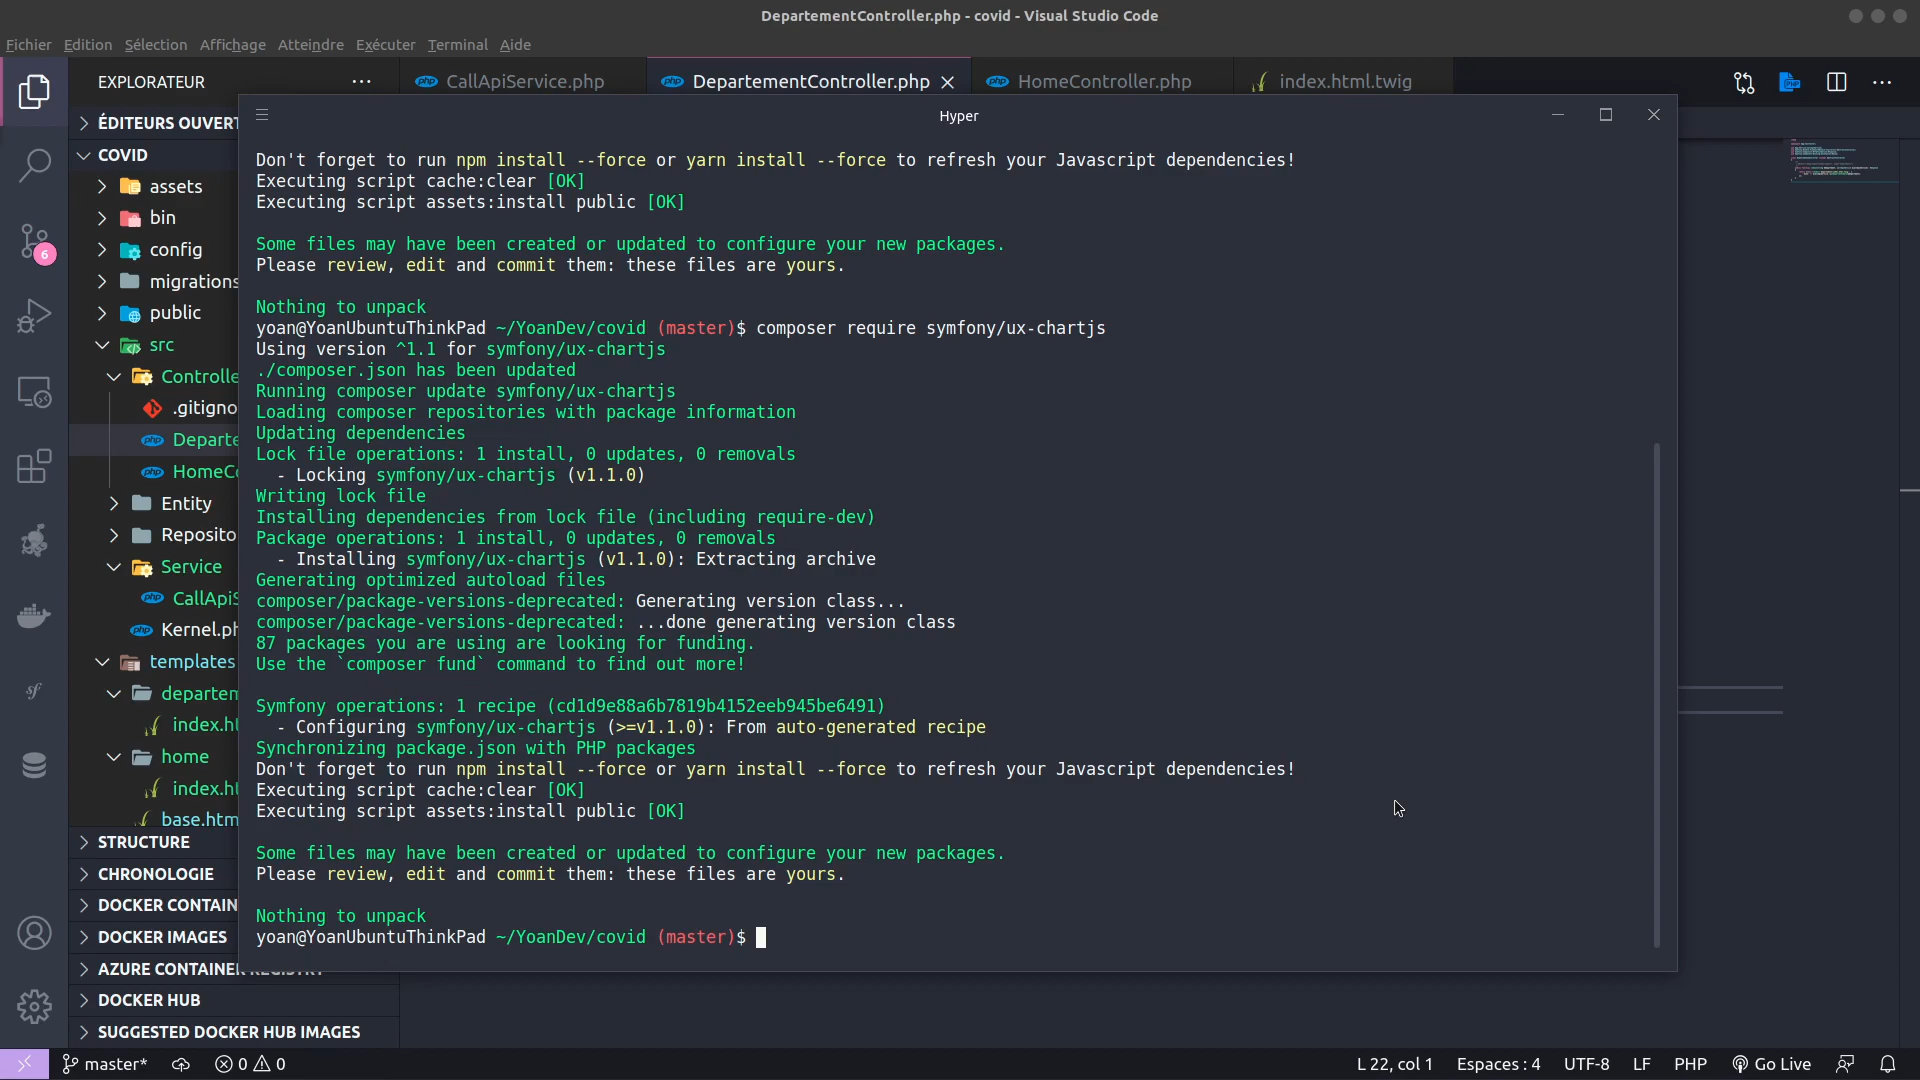 DepartementController.php - covid - Visual Studio Code
Fichier Edition Sélection Affichage Atteindre Exécuter Terminal Aide
EXPLORATEUR
CallApiService.php
DepartementController.php
HomeController.php
index.html.twig
ÉDITEURS OUVERT
COVID
assets
bin
config
migrations
public
src
Controlle
.gitigno
Departe
HomeCo
Entity
Reposito
Service
CallApiS
Kernel.ph
templates
departem
index.ht
home
index.ht
base.htm
STRUCTURE
CHRONOLOGIE
DOCKER CONTAIN
DOCKER IMAGES
AZURE CONTAINER REGISTRY
DOCKER HUB
SUGGESTED DOCKER HUB IMAGES
6
Hyper
Don't forget to run npm install --force or yarn install --force to refresh your Javascript dependencies!
Executing script cache:clear [OK]
Executing script assets:install public [OK]
Some files may have been created or updated to configure your new packages.
Please review, edit and commit them: these files are yours.
Nothing to unpack
yoan@YoanUbuntuThinkPad ~/YoanDev/covid (master)$ composer require symfony/ux-chartjs
Using version ^1.1 for symfony/ux-chartjs
./composer.json has been updated
Running composer update symfony/ux-chartjs
Loading composer repositories with package information
Updating dependencies
Lock file operations: 1 install, 0 updates, 0 removals
- Locking symfony/ux-chartjs (v1.1.0)
Writing lock file
Installing dependencies from lock file (including require-dev)
Package operations: 1 install, 0 updates, 0 removals
- Installing symfony/ux-chartjs (v1.1.0): Extracting archive
Generating optimized autoload files
composer/package-versions-deprecated: Generating version class...
composer/package-versions-deprecated: ...done generating version class
87 packages you are using are looking for funding.
Use the `composer fund` command to find out more!
Symfony operations: 1 recipe (cd1d9e88a6b7819b4152eeb945be6491)
- Configuring symfony/ux-chartjs (>=v1.1.0): From auto-generated recipe
Synchronizing package.json with PHP packages
Don't forget to run npm install --force or yarn install --force to refresh your Javascript dependencies!
Executing script cache:clear [OK]
Executing script assets:install public [OK]
Some files may have been created or updated to configure your new packages.
Please review, edit and commit them: these files are yours.
Nothing to unpack
yoan@YoanUbuntuThinkPad ~/YoanDev/covid (master)$
master* 0 0 L 22, col 1 Espaces : 4 UTF-8 LF PHP Go Live